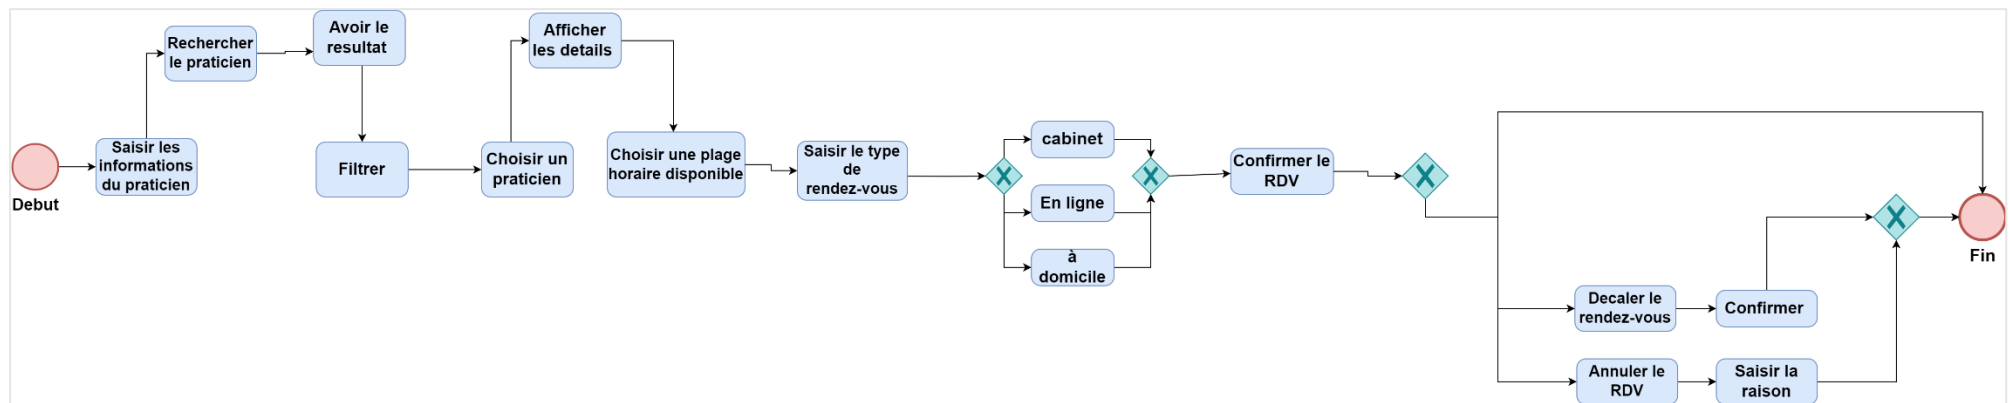 Debut
Saisir les
informations
du praticien
Rechercher
le praticien
Avoir le
resultat
Filtrer
Choisir un
praticien
Afficher
les details
Choisir une plage
horaire disponible
Saisir le type
de
rendez-vous
cabinet
En ligne
à
domicile
Confirmer le
RDV
Decaler le
rendez-vous
Confirmer
Annuler le
RDV
Saisir la
raison
Fin